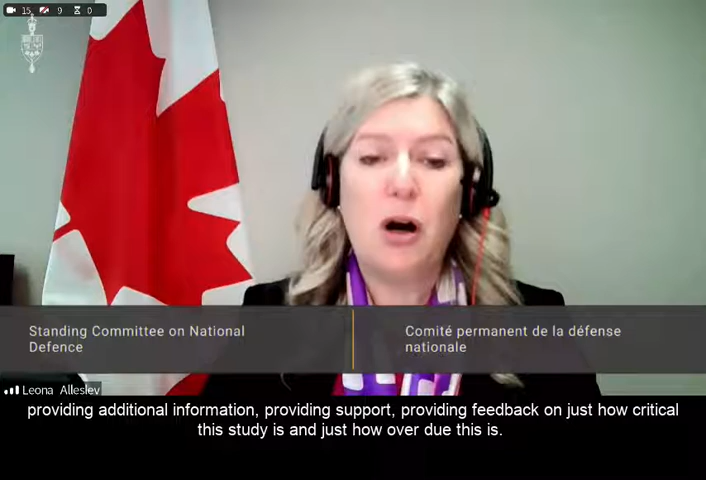 15 9 0
Standing Committee on National
Defence
Comité permanent de la défense
nationale
Leona Alleslev
providing additional information, providing support, providing feedback on just how critical
this study is and just how over due this is.